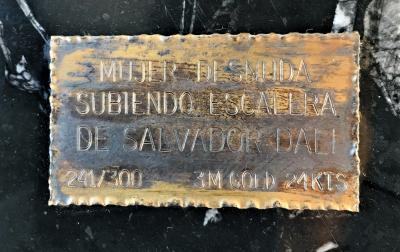 MUJER DESNUDA
SUBIENDO ESCALERA
DE SALVADOR DALI
241/300 3M GOLD 24KTS